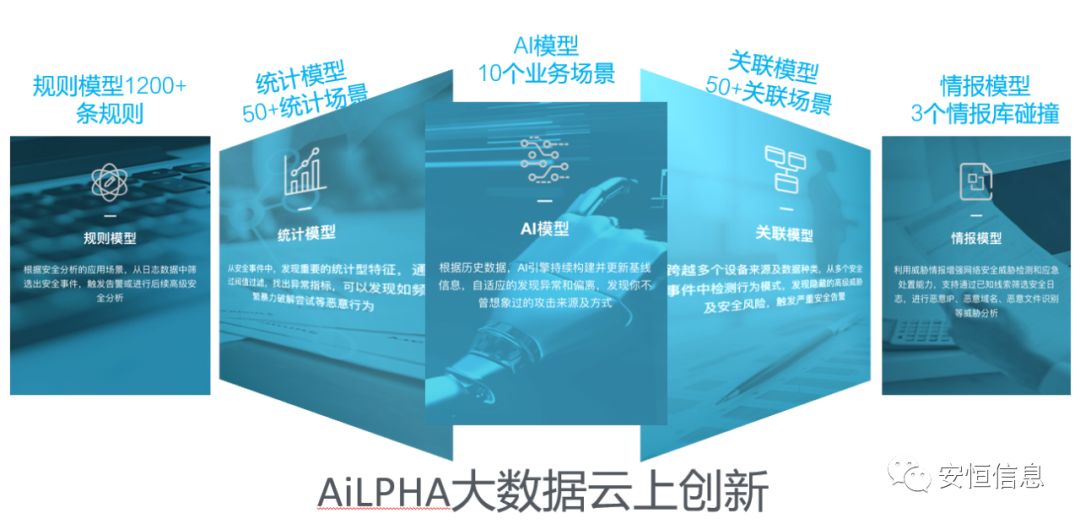 规则模型1200+
条规则
规则模型
根据安全分析的应用场景，从日志数据中筛
选出安全事件，触发告警或进行后续高级安
全分析
统计模型
50+统计场景
统计模型
从安全事件中，发现重要的统计型特征，通
过阈值过滤，找出异常指标，可以发现如频
繁暴力破解尝试等恶意行为
AI模型
10个业务场景
AI模型
根据历史数据，AI引擎持续构建并更新基线
信息，自适应的发现异常和偏离，发现你不
曾想象过的攻击来源及方式
关联模型
50+关联场景
关联模型
跨越多个设备来源及数据种类，从多个安全
事件中检测行为模式，发现隐藏的高级威胁
及安全风险，触发严重安全告警
情报模型
3个情报库碰撞
情报模型
利用威胁情报增强网络安全威胁检测和应急
处置能力，支持通过已知线索筛选安全日
志，进行恶意IP、恶意域名、恶意文件识别
等威胁分析
AiLPHA大数据云上创新
安恒信息